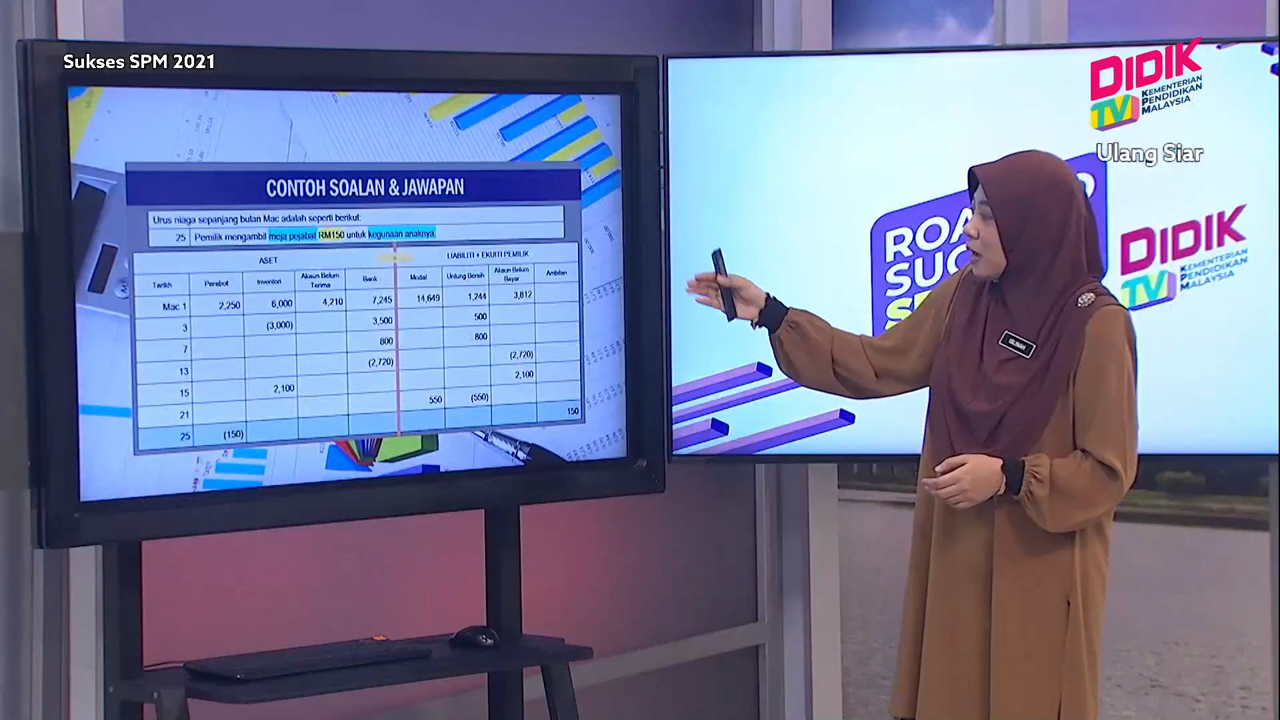 Sukses SPM 2021
CONTOH SOALAN & JAWAPAN
Urus niaga sepanjang bulan Mac adalah seperti berikut:
25 Pemilik mengambil meja pejabat RM150 untuk kegunaan anaknya.
ASET LIABILITI + EKUITI PEMILIK
Tarikh Perabot Inventori Akaun Belum Terima Bank Modal Untung Bersih Akaun Belum Bayar Ambilan
Mac 1 2,250 6,000 4,210 7,245 14,649 1,244 3,812
3 (3,000) 3,500 500
7 800 800
13 (2,720) (2,720)
15 2,100 2,100
21 550 (550)
25 (150) 150
DIDIK
TV
KEMENTERIAN
PENDIDIKAN
MALAYSIA
Ulang Siar
DIDIK
TV
KEMENTERIAN
PENDIDIKAN
MALAYSIA